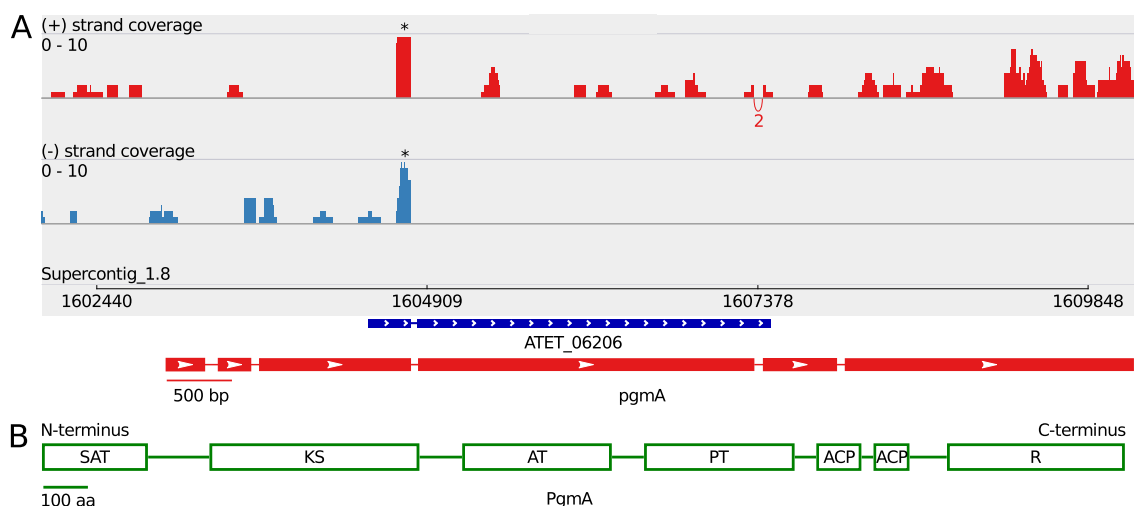 A
(+) strand coverage
*
0 - 10
2
(-) strand coverage
*
0 - 10
Supercontig_1.8
1602440 1604909 1607378 1609848
ATET_06206
500 bp pgmA
B
N-terminus C-terminus
SAT KS AT PT ACP ACP R
100 aa PgmA